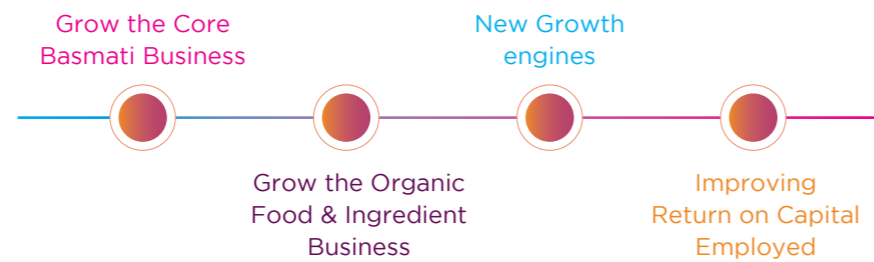 Grow the Core
Basmati Business
Grow the Organic
Food & Ingredient
Business
New Growth
engines
Improving
Return on Capital
Employed